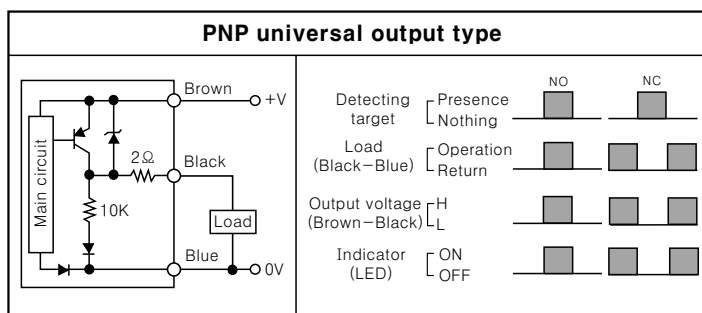 PNP universal output type
Brown
+V
Main circuit
2Ω
Black
10K
Load
Blue
0V
NO
NC
Detecting
target
Presence
Nothing
Load
(Black-Blue)
Operation
Return
Output voltage
(Brown-Black)
H
L
Indicator
(LED)
ON
OFF